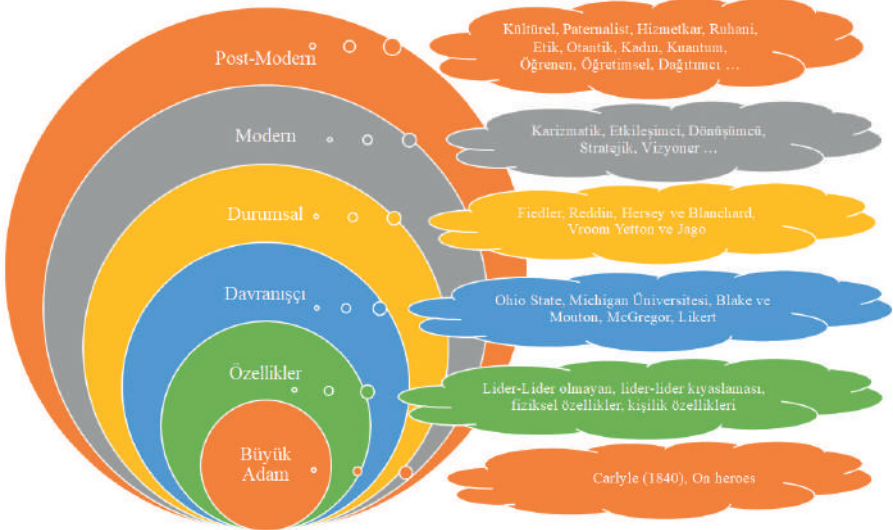 Post-Modern
Kültürel, Paternalist, Hizmetkar, Ruhani,
Etik, Otantik, Kadın, Kuantum,
Öğrenen, Öğretimsel, Dağıtımcı ...
Modern
Karizmatik, Etkileşimci, Dönüşümcü,
Stratejik, Vizyoner ...
Durumsal
Fiedler, Reddin, Hersey ve Blanchard,
Vroom Yetton ve Jago
Davranışçı
Ohio State, Michigan Üniversitesi, Blake ve
Mouton, McGregor, Likert
Özellikler
Lider-Lider olmayan, lider-lider kıyaslaması,
fiziksel özellikler, kişilik özellikleri
Büyük
Adam
Carlyle (1840), On heroes